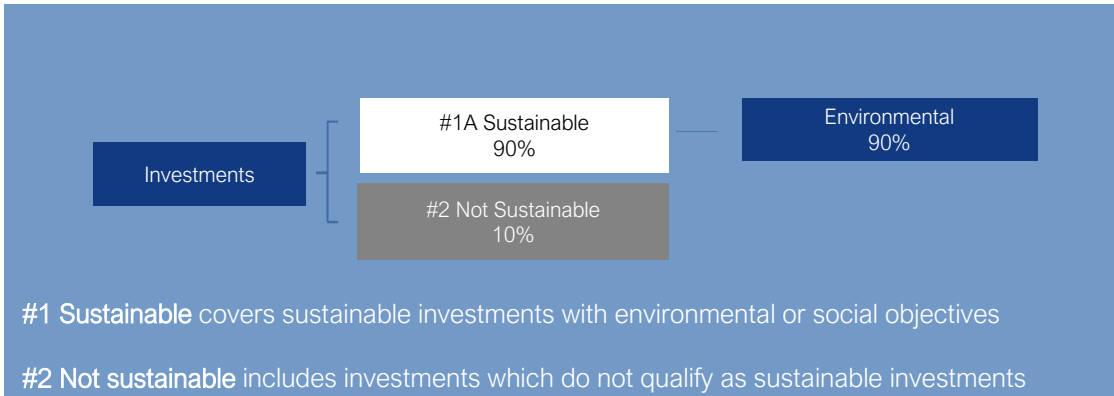 Investments
#1A Sustainable
90%
#2 Not Sustainable
10%
Environmental
90%
#1 Sustainable covers sustainable investments with environmental or social objectives
#2 Not sustainable includes investments which do not qualify as sustainable investments